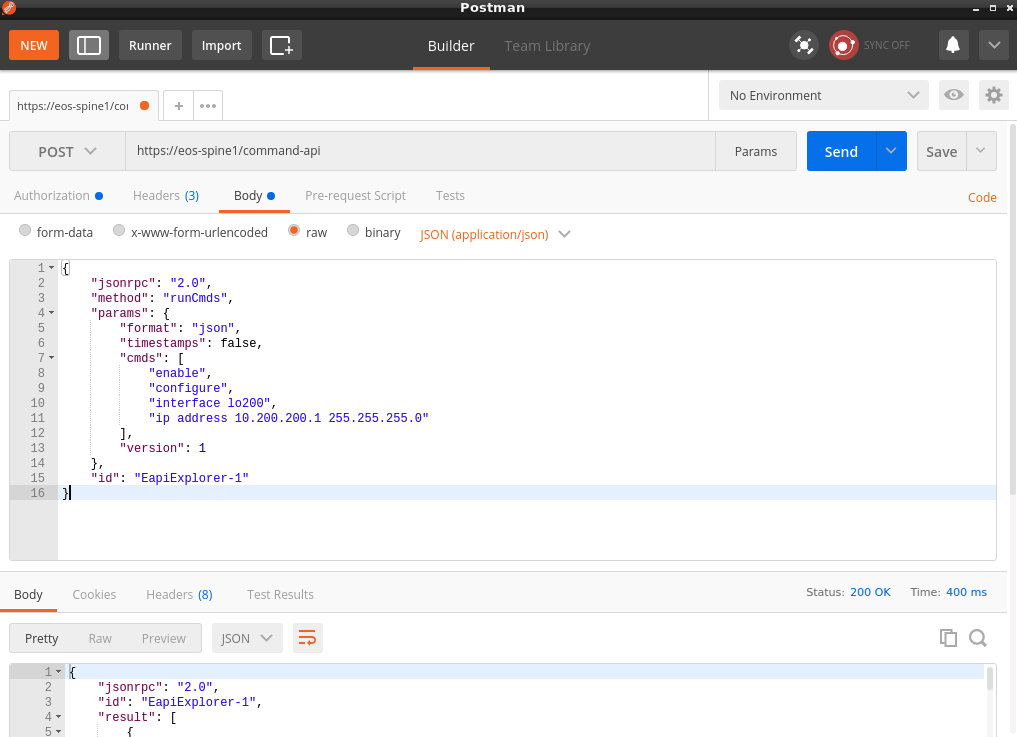 Postman
NEW Runner Import Builder Team Library SYNC OFF
https://eos-spine1/cor + ••• No Environment
POST https://eos-spine1/command-api Params Send Save
Authorization Headers (3) Body Pre-request Script Tests Code
form-data x-www-form-urlencoded raw binary JSON (application/json)
1 {
2 "jsonrpc": "2.0",
3 "method": "runCmds",
4 "params": {
5 "format": "json",
6 "timestamps": false,
7 "cmds": [
8 "enable",
9 "configure",
10 "interface lo200",
11 "ip address 10.200.200.1 255.255.255.0"
12 ],
13 "version": 1
14 },
15 "id": "EapiExplorer-1"
16 }
Body Cookies Headers (8) Test Results Status: 200 OK Time: 400 ms
Pretty Raw Preview JSON
1 {
2 "jsonrpc": "2.0",
3 "id": "EapiExplorer-1",
4 "result": [
5 {